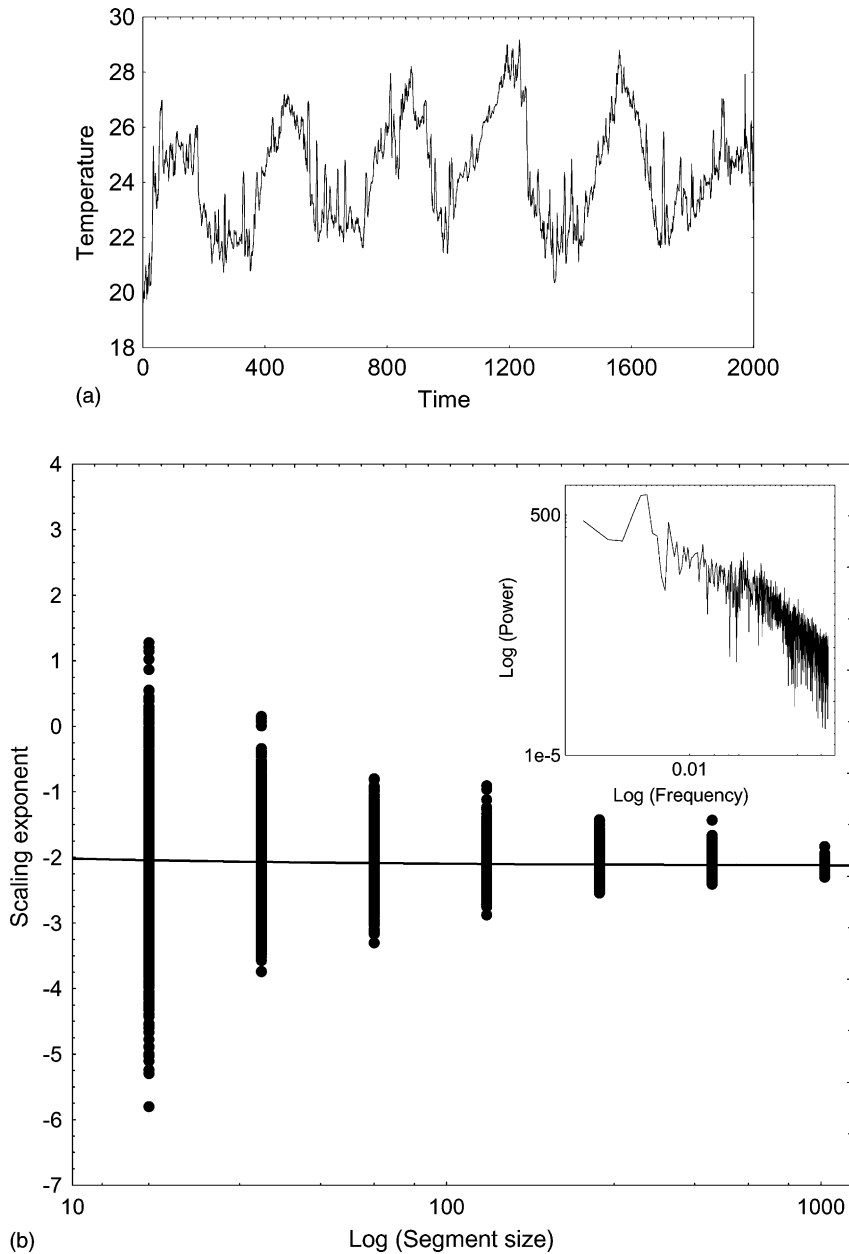 30
28
26
24
22
20
18
Temperature
0 400 800 1200 1600 2000
Time
(a)
4
3
2
1
0
-1
-2
-3
-4
-5
-6
-7
Scaling exponent
10 100 1000
Log (Segment size)
500
1e-5
Log (Power)
0.01
Log (Frequency)
(b)